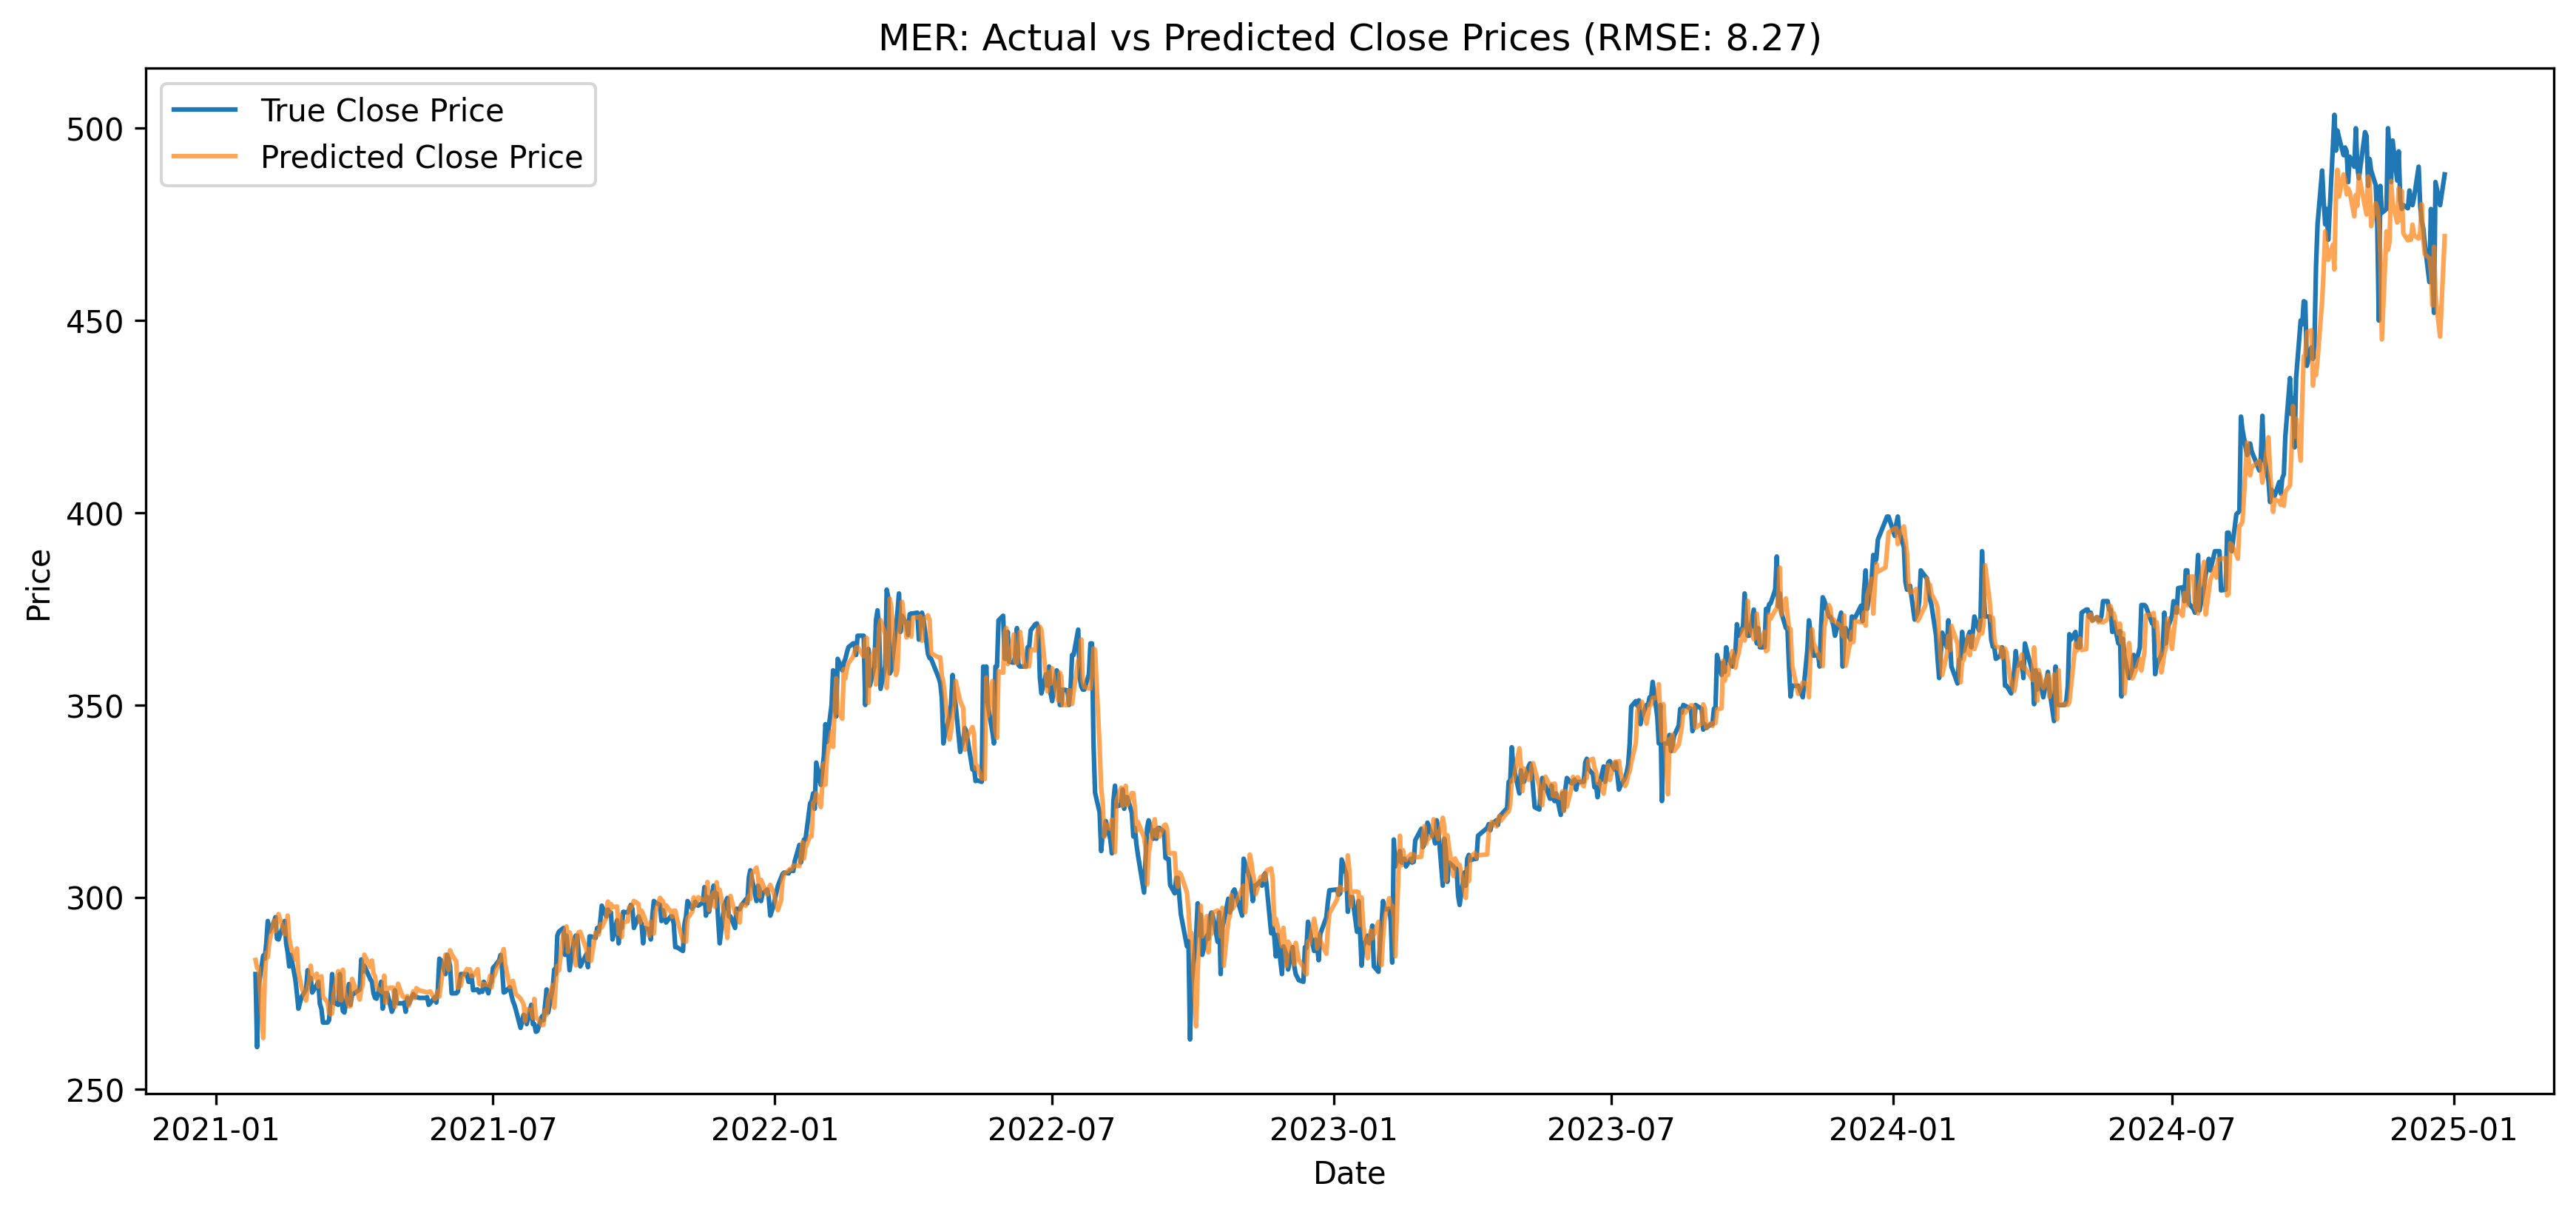 MER: Actual vs Predicted Close Prices (RMSE: 8.27)
True Close Price
Predicted Close Price
500
450
400
350
300
250
Price
2021-01 2021-07 2022-01 2022-07 2023-01 2023-07 2024-01 2024-07 2025-01
Date